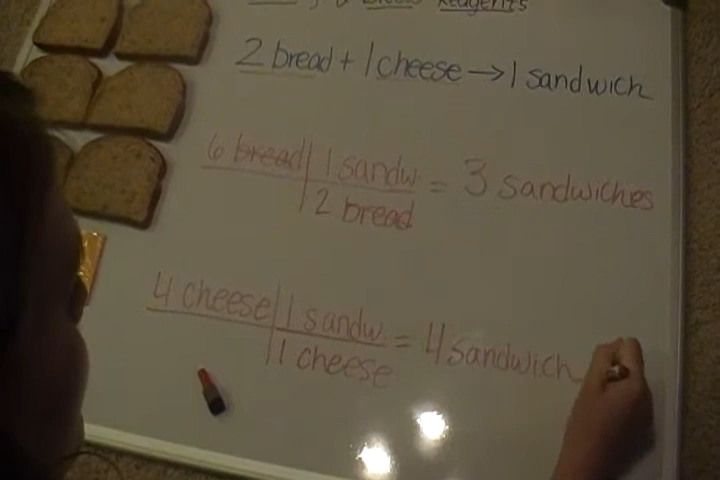 Reagents
2 bread + 1 cheese → 1 sandwich
6 bread | 1 sandw = 3 sandwiches
2 bread
4 cheese | 1 sandw = 4 sandwich
1 cheese